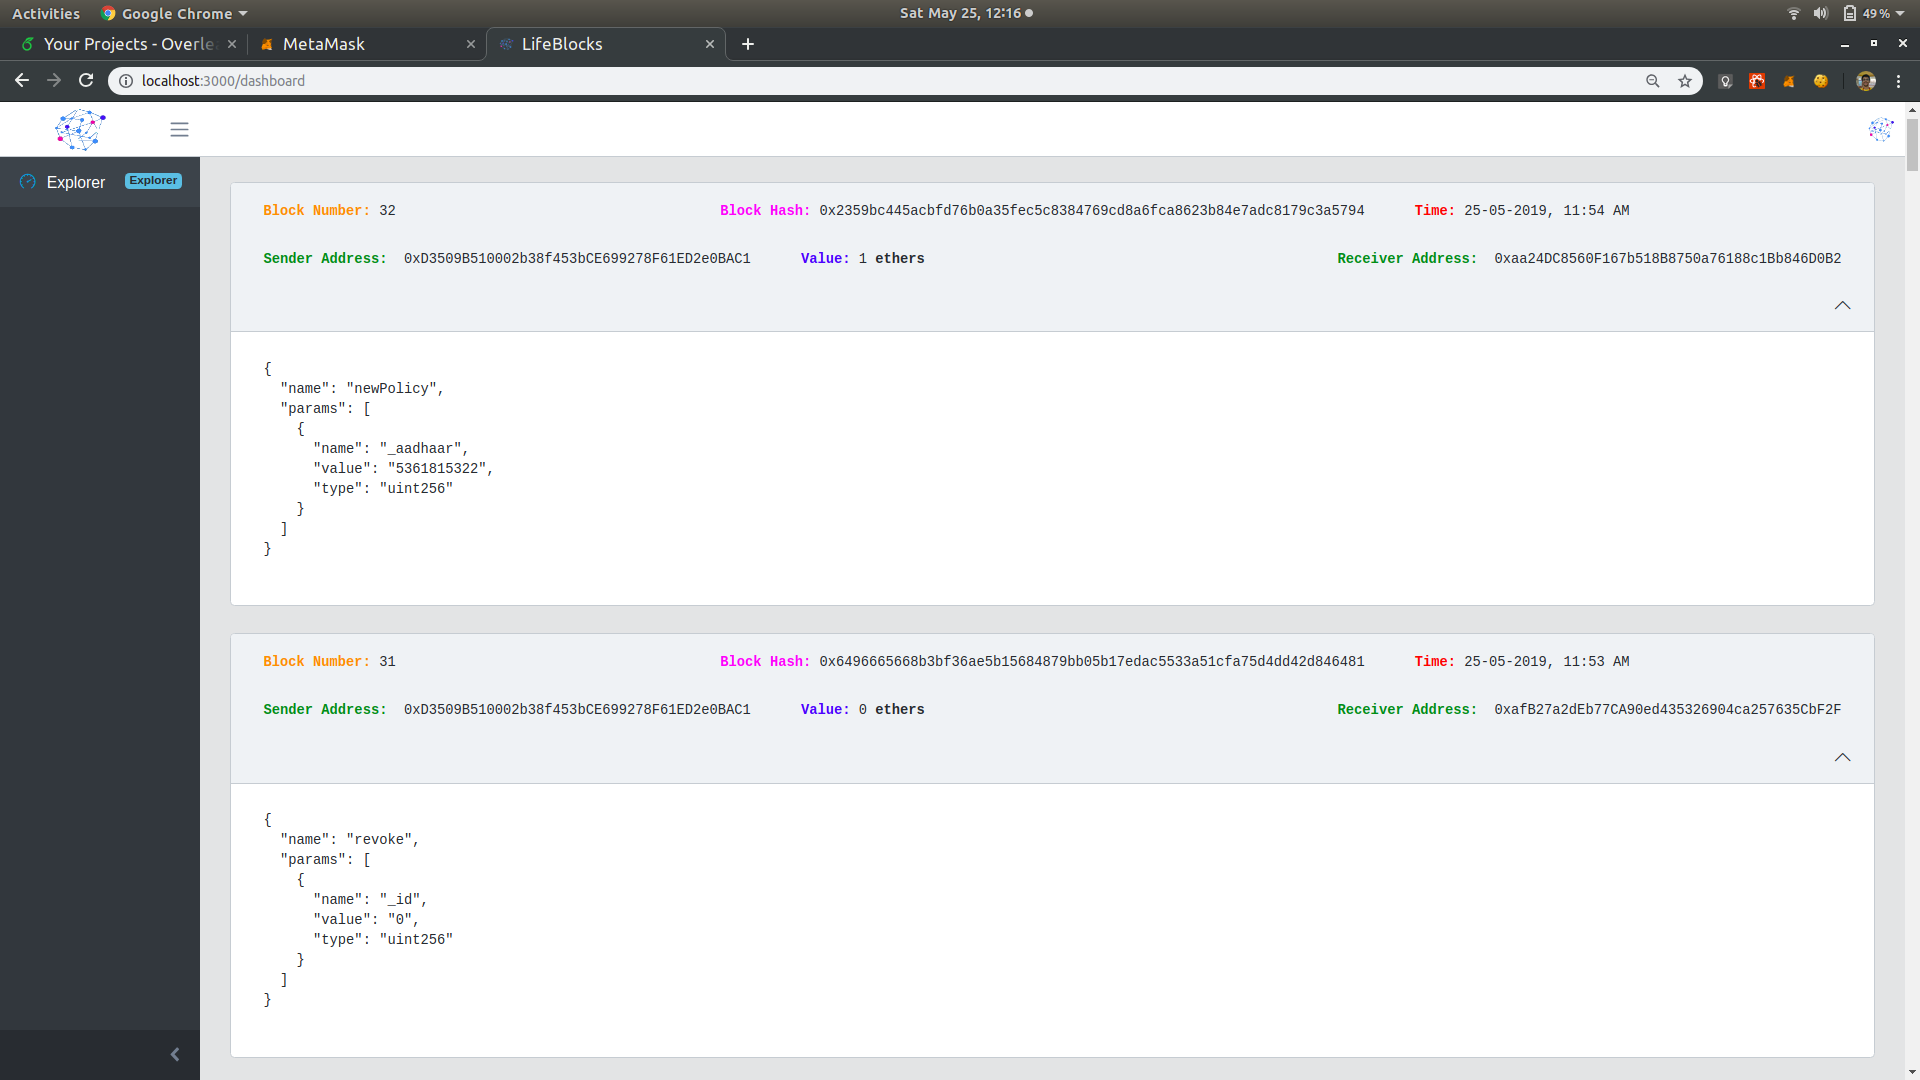 Activities Google Chrome Sat May 25, 12:16 49 %
Your Projects - Overle MetaMask LifeBlocks
localhost:3000/dashboard
Explorer Explorer
Block Number: 32 Block Hash: 0x2359bc445acbfd76b0a35fec5c8384769cd8a6fca8623b84e7adc8179c3a5794 Time: 25-05-2019, 11:54 AM
Sender Address: 0xD3509B510002b38f453bCE699278F61ED2e0BAC1 Value: 1 ethers Receiver Address: 0xaa24DC8560F167b518B8750a76188c1Bb846D0B2
{
  "name": "newPolicy",
  "params": [
    {
      "name": "_aadhaar",
      "value": "5361815322",
      "type": "uint256"
    }
  ]
}
Block Number: 31 Block Hash: 0x6496665668b3bf36ae5b15684879bb05b17edac5533a51cfa75d4dd42d846481 Time: 25-05-2019, 11:53 AM
Sender Address: 0xD3509B510002b38f453bCE699278F61ED2e0BAC1 Value: 0 ethers Receiver Address: 0xafB27a2dEb77CA90ed435326904ca257635CbF2F
{
  "name": "revoke",
  "params": [
    {
      "name": "_id",
      "value": "0",
      "type": "uint256"
    }
  ]
}